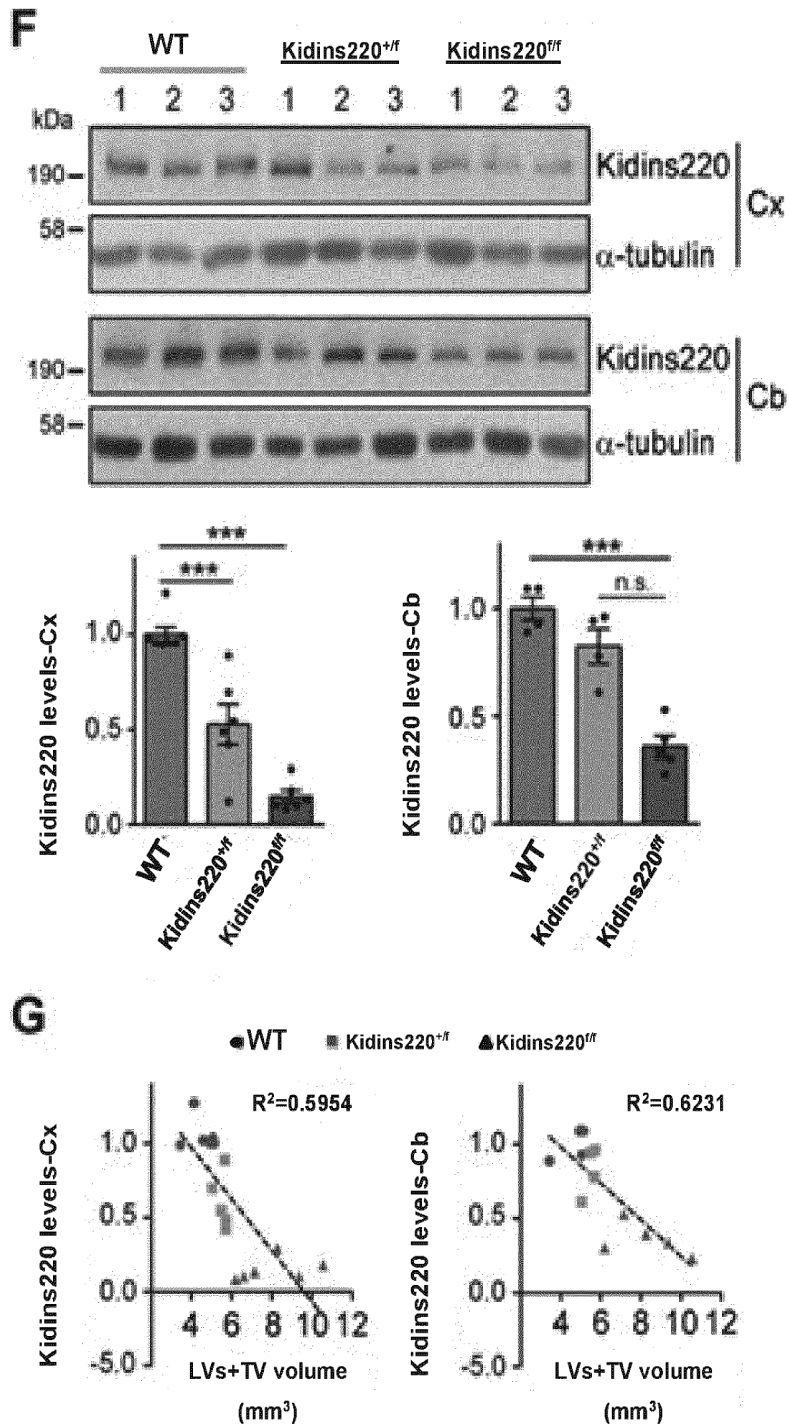 F
WT Kidins220+/f Kidins220f/f
1 2 3 1 2 3 1 2 3
kDa
190 Kidins220
58
α-tubulin
Cx
190 Kidins220
58
α-tubulin
Cb
***
***
Kidins220 levels-Cx
1.0
0.5
0.0
WT
Kidins220+/f
Kidins220f/f
***
n.s.
Kidins220 levels-Cb
1.0
0.5
0.0
WT
Kidins220+/f
Kidins220f/f
G
WT Kidins220+/f Kidins220f/f
R²=0.5954
Kidins220 levels-Cx
1.0
0.5
0.0
-5.0
4 6 8 10 12
LVs+TV volume
(mm³)
R²=0.6231
Kidins220 levels-Cb
1.0
0.5
0.0
-5.0
4 6 8 10 12
LVs+TV volume
(mm³)